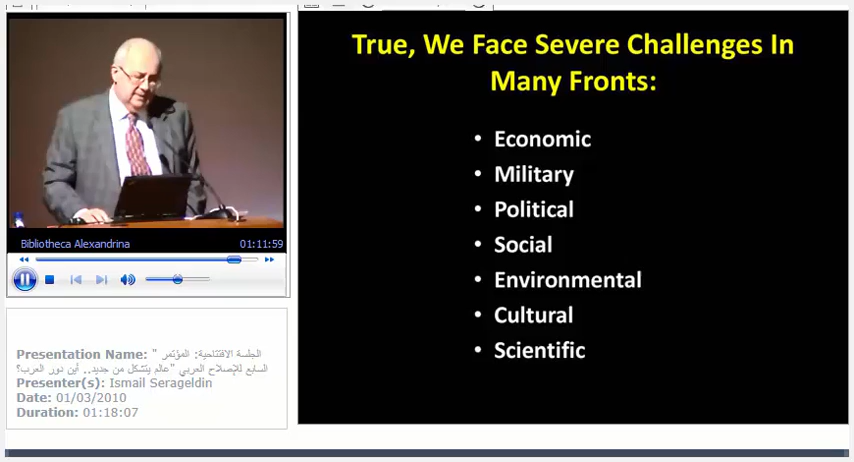 True, We Face Severe Challenges In
Many Fronts:
• Economic
• Military
• Political
• Social
• Environmental
• Cultural
• Scientific
Bibliotheca Alexandrina 01:11:59
Presentation Name: " الجلسة الافتتاحية: المؤتمر
السابع للإصلاح العربي "عالم يتشكل من جديد.. أين دور العرب؟
Presenter(s): Ismail Serageldin
Date: 01/03/2010
Duration: 01:18:07